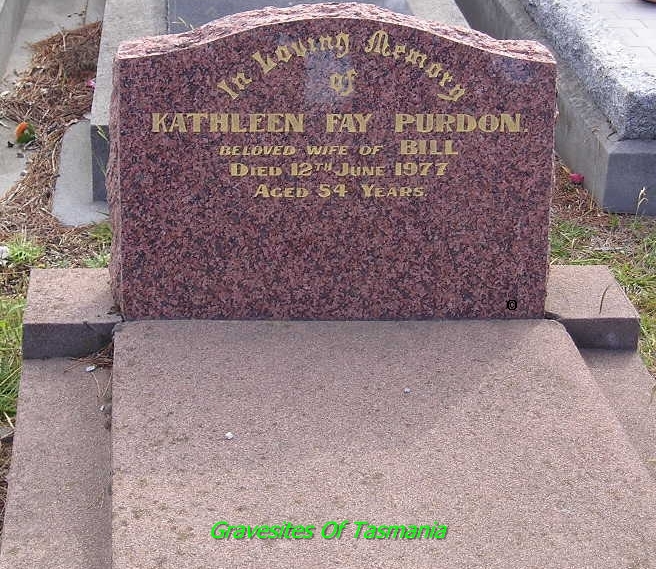 In Loving Memory
of
KATHLEEN FAY PURDON.
BELOVED WIFE OF BILL
DIED 12TH JUNE 1977
AGED 54 YEARS.
Gravesites Of Tasmania